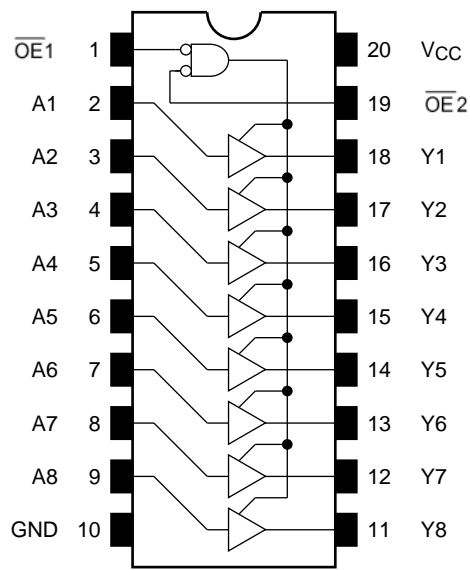 OE1 1 20 VCC
A1 2 19 OE2
A2 3 18 Y1
A3 4 17 Y2
A4 5 16 Y3
A5 6 15 Y4
A6 7 14 Y5
A7 8 13 Y6
A8 9 12 Y7
GND 10 11 Y8